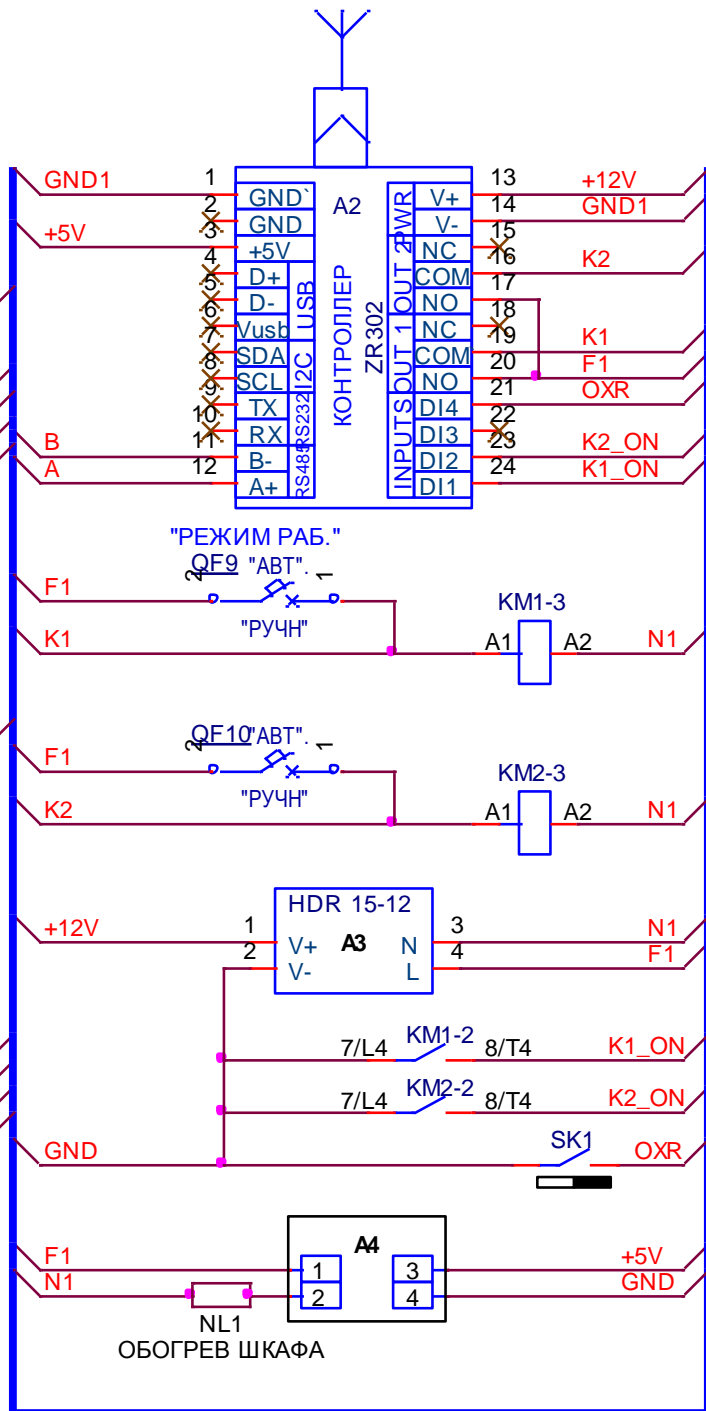 GND1 1 GND` A2 PWR V+ 13 +12V
2 GND V- 14 GND1
+5V 3 +5V OUT 2 NC 15
4 D+ USB COM 16 K2
5 D- NO 17
6 Vusb КОНТРОЛЛЕР ZR302 OUT 1 NC 18
7 SDA I2C COM 19 K1
8 SCL NO 20 F1
9 TX RS232 INPUTS DI4 21 OXR
10 RX DI3 22
B 11 B- RS485 DI2 23 K2_ON
A 12 A+ DI1 24 K1_ON
"РЕЖИМ РАБ."
QF9 "АВТ".
F1 2 1
"РУЧН" KM1-3
K1 A1 A2 N1
QF10 "АВТ".
F1 2 1
"РУЧН" KM2-3
K2 A1 A2 N1
HDR 15-12
+12V 1 V+ A3 N 3 N1
2 V- L 4 F1
7/L4 KM1-2 8/T4 K1_ON
7/L4 KM2-2 8/T4 K2_ON
GND SK1 OXR
A4
F1 1 3 +5V
N1 2 4 GND
NL1
ОБОГРЕВ ШКАФА